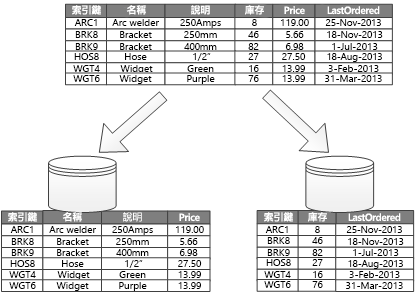 索引鍵 名稱 說明 庫存 Price LastOrdered
ARC1 Arc welder 250Amps 8 119.00 25-Nov-2013
BRK8 Bracket 250mm 46 5.66 18-Nov-2013
BRK9 Bracket 400mm 82 6.98 1-Jul-2013
HOS8 Hose 1/2" 27 27.50 18-Aug-2013
WGT4 Widget Green 16 13.99 3-Feb-2013
WGT6 Widget Purple 76 13.99 31-Mar-2013
索引鍵 名稱 說明 Price
ARC1 Arc welder 250Amps 119.00
BRK8 Bracket 250mm 5.66
BRK9 Bracket 400mm 6.98
HOS8 Hose 1/2" 27.50
WGT4 Widget Green 13.99
WGT6 Widget Purple 13.99
索引鍵 庫存 LastOrdered
ARC1 8 25-Nov-2013
BRK8 46 18-Nov-2013
BRK9 82 1-Jul-2013
HOS8 27 18-Aug-2013
WGT4 16 3-Feb-2013
WGT6 76 31-Mar-2013